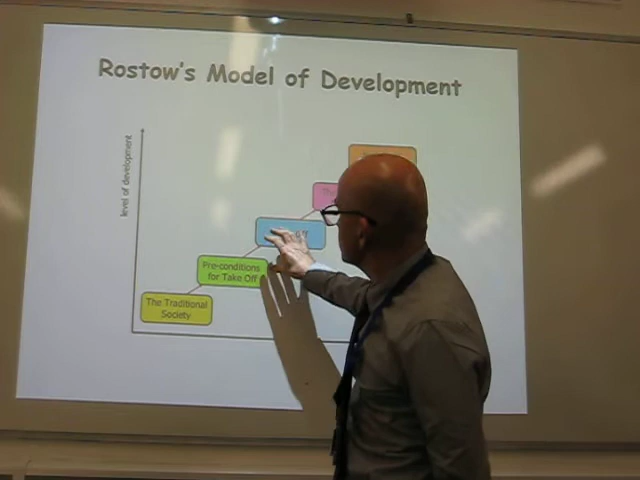 Rostow's Model of Development
level of development
Pre-conditions
for Take Off
The Traditional
Society